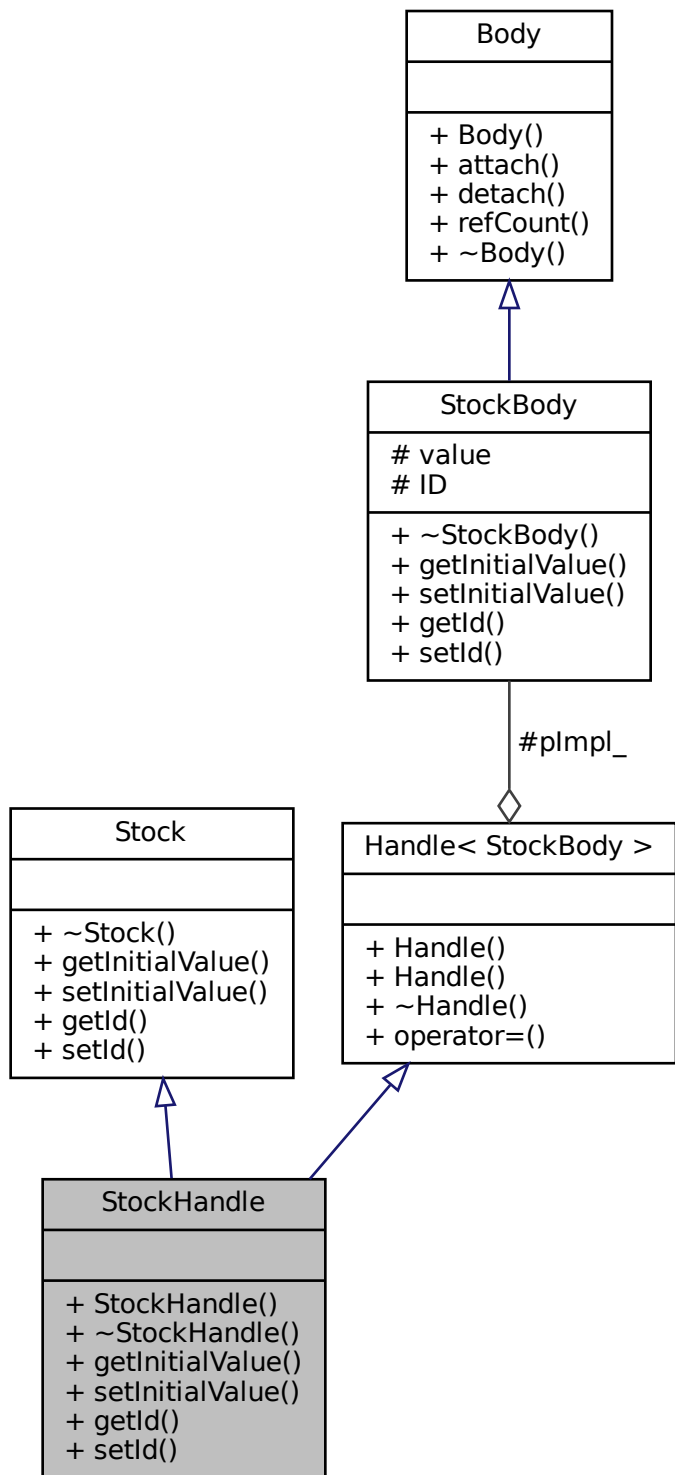 Body
+ Body()
+ attach()
+ detach()
+ refCount()
+ ~Body()
StockBody
# value
# ID
+ ~StockBody()
+ getInitialValue()
+ setInitialValue()
+ getId()
+ setId()
#pImpl_
Stock
+ ~Stock()
+ getInitialValue()
+ setInitialValue()
+ getId()
+ setId()
Handle< StockBody >
+ Handle()
+ Handle()
+ ~Handle()
+ operator=()
StockHandle
+ StockHandle()
+ ~StockHandle()
+ getInitialValue()
+ setInitialValue()
+ getId()
+ setId()